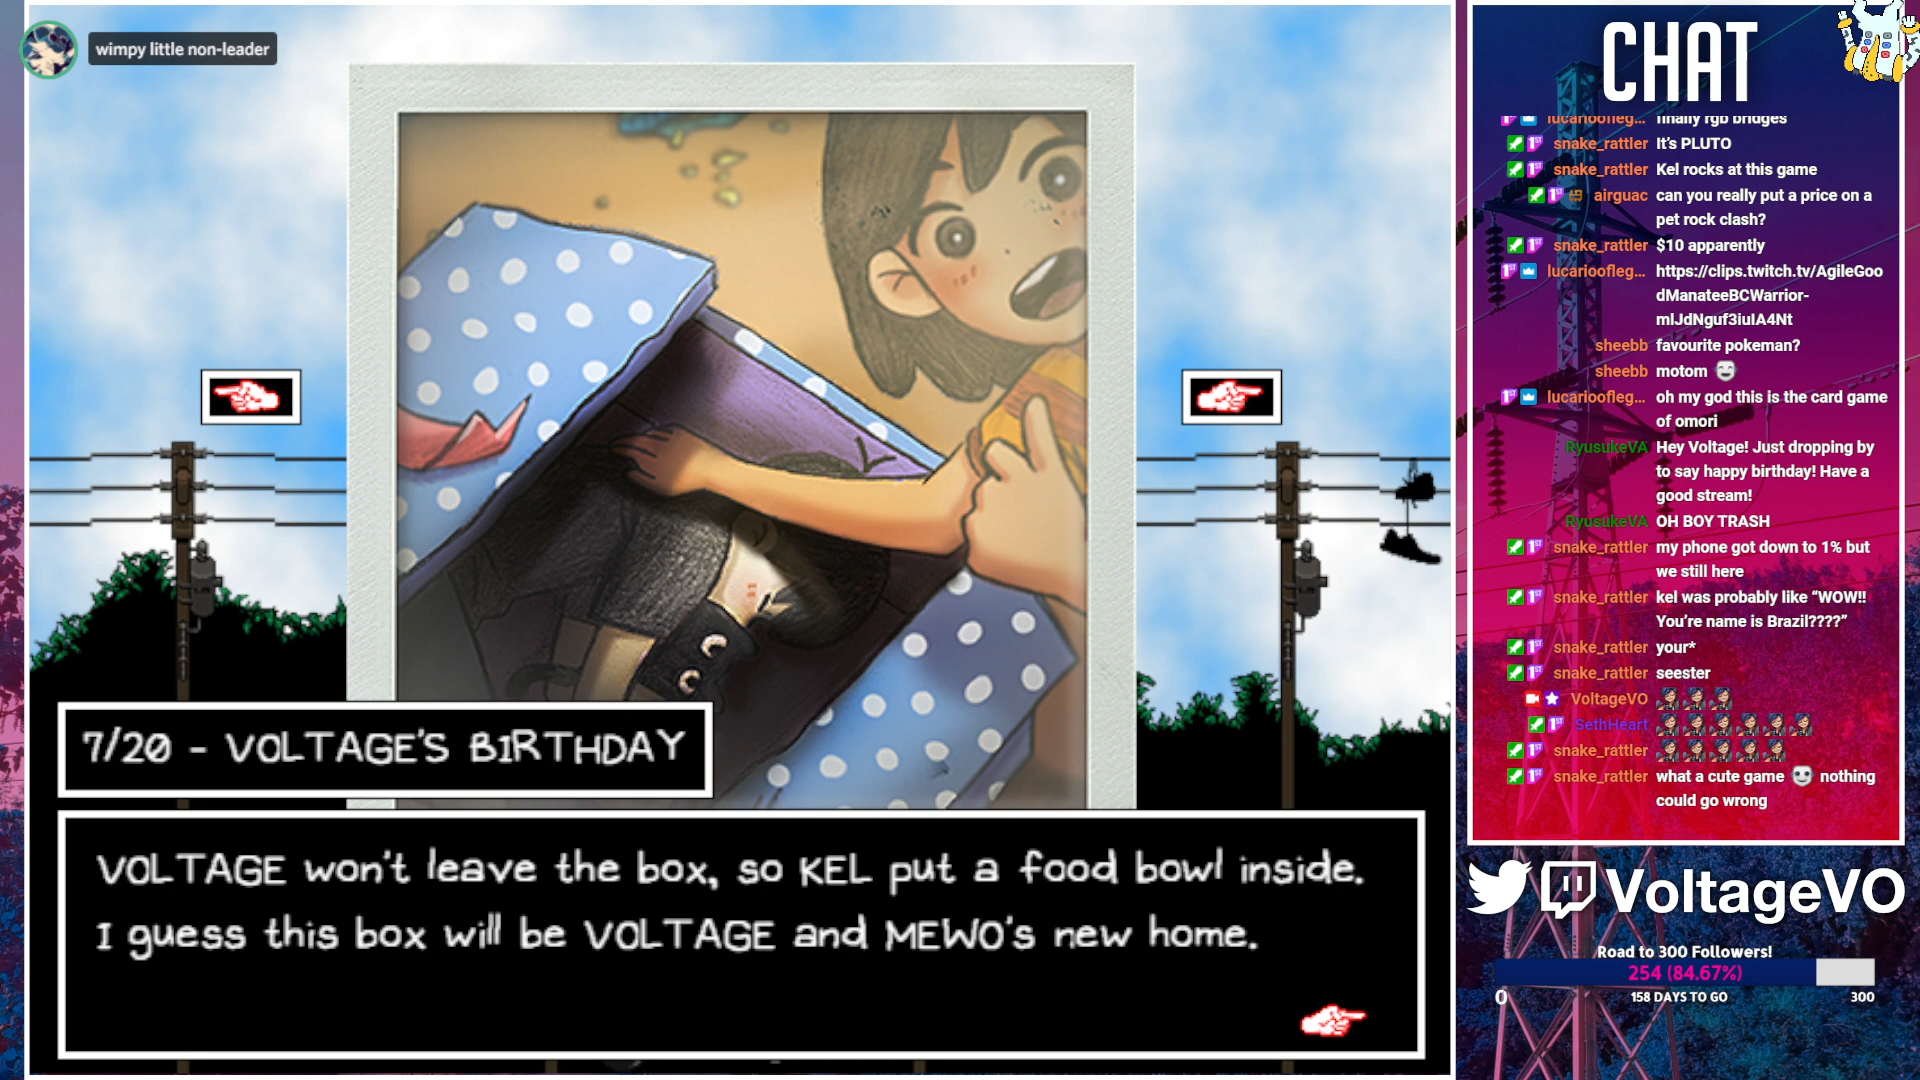 wimpy little non-leader
7/20 - VOLTAGE'S BIRTHDAY
VOLTAGE won't leave the box, so KEL put a food bowl inside.
I guess this box will be VOLTAGE and MEWO's new home.
CHAT
lucarioofleg... finally rgb bridges
snake_rattler It's PLUTO
snake_rattler Kel rocks at this game
airguac can you really put a price on a
pet rock clash?
snake_rattler $10 apparently
lucarioofleg... https://clips.twitch.tv/AgileGoo
dManateeBCWarrior-
mlJdNguf3iuIA4Nt
sheebb favourite pokeman?
sheebb motom
lucarioofleg... oh my god this is the card game
of omori
RyusukeVA Hey Voltage! Just dropping by
to say happy birthday! Have a
good stream!
RyusukeVA OH BOY TRASH
snake_rattler my phone got down to 1% but
we still here
snake_rattler kel was probably like “WOW!!
You're name is Brazil????”
snake_rattler your*
snake_rattler seester
VoltageVO
SethHeart
snake_rattler
snake_rattler what a cute game nothing
could go wrong
VoltageVO
Road to 300 Followers!
254 (84.67%)
0 158 DAYS TO GO 300